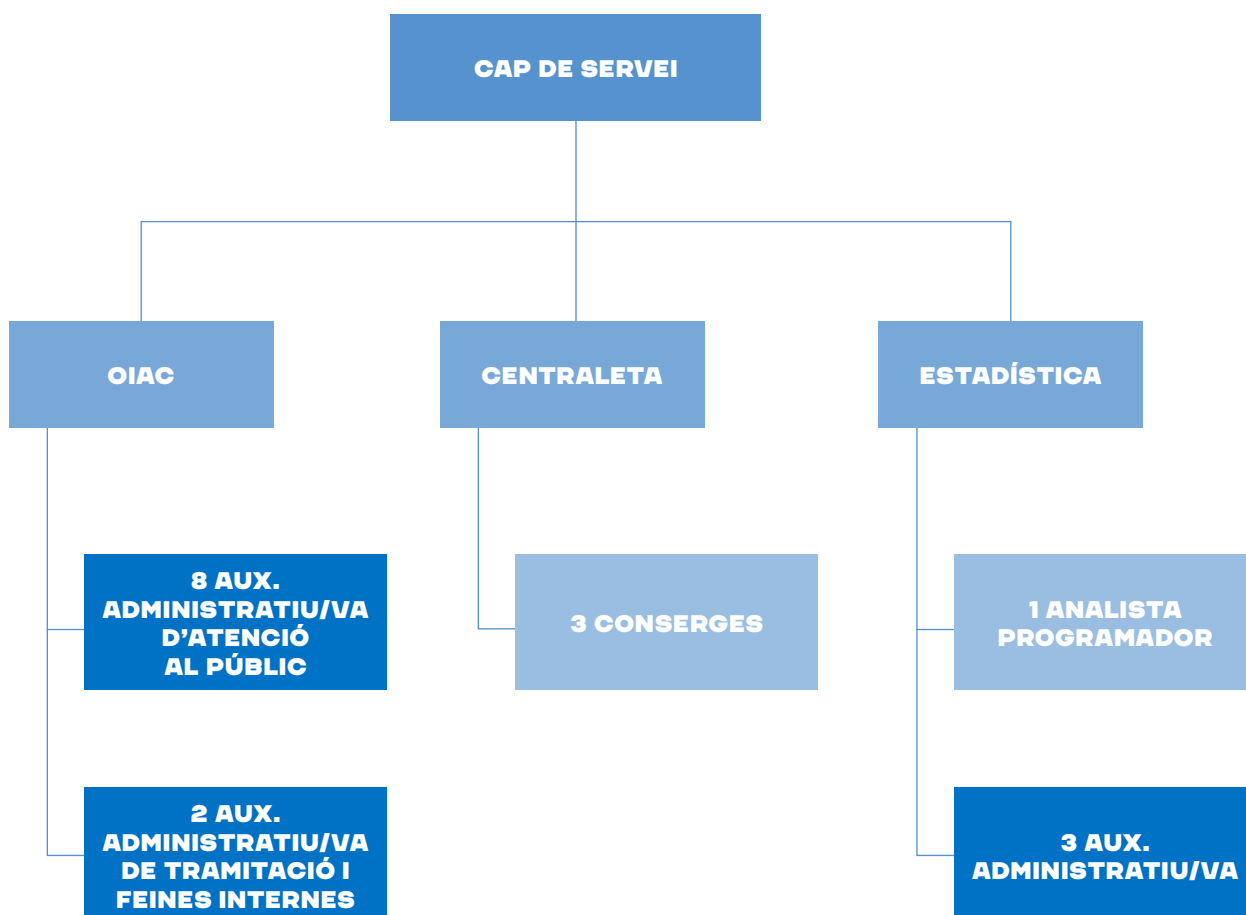 CAP DE SERVEI
OIAC
CENTRALETA
ESTADÍSTICA
8 AUX.
ADMINISTRATIU/VA
D’ATENCIÓ
AL PÚBLIC
3 CONSERGES
1 ANALISTA
PROGRAMADOR
2 AUX.
ADMINISTRATIU/VA
DE TRAMITACIÓ I
FEINES INTERNES
3 AUX.
ADMINISTRATIU/VA